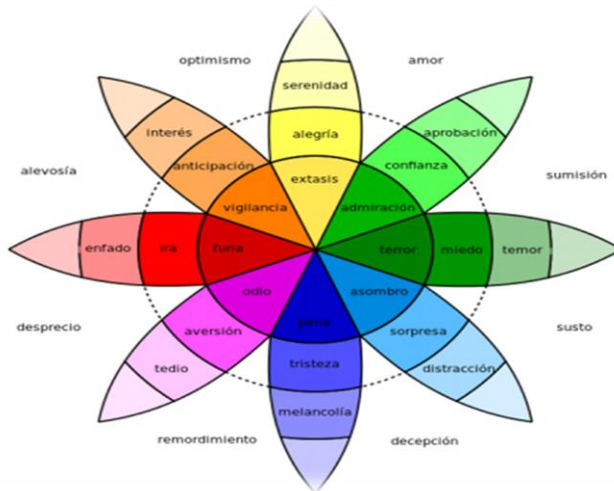 optimismo
amor
serenidad
interés
alegría
aprobación
anticipación
confianza
alevosía
extasis
sumisión
vigilancia
admiración
enfado
ira
furia
terror
miedo
temor
odio
asombro
desprecio
pena
susto
aversión
sorpresa
tedio
tristeza
distracción
melancolía
remordimiento
decepción